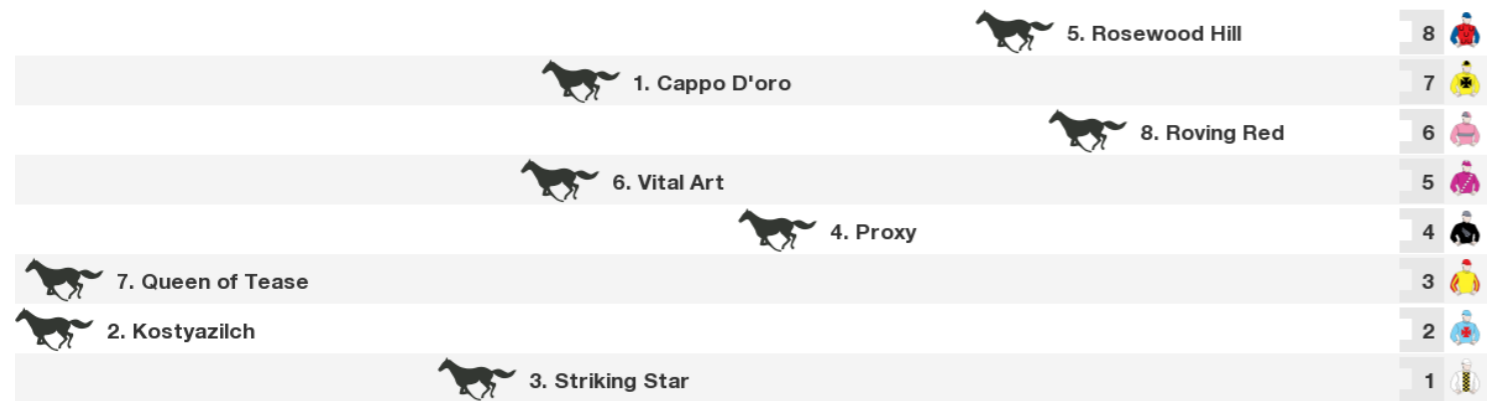 5. Rosewood Hill 8
1. Cappo D'oro 7
8. Roving Red 6
6. Vital Art 5
4. Proxy 4
7. Queen of Tease 3
2. Kostyazilch 2
3. Striking Star 1